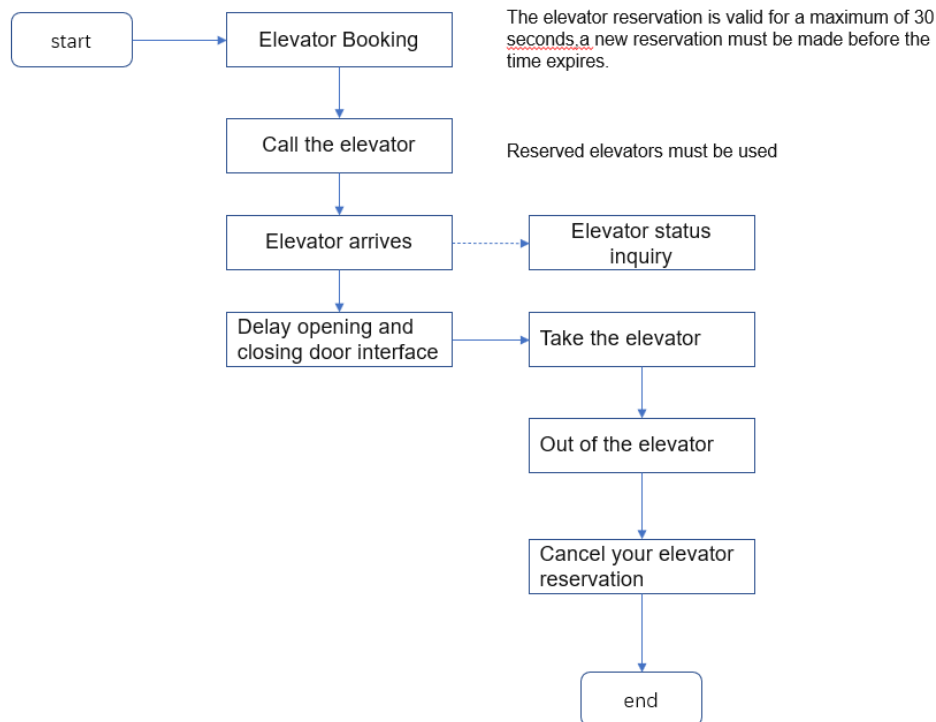 start
Elevator Booking
The elevator reservation is valid for a maximum of 30
seconds,a new reservation must be made before the
time expires.
Call the elevator
Reserved elevators must be used
Elevator arrives
Elevator status
inquiry
Delay opening and
closing door interface
Take the elevator
Out of the elevator
Cancel your elevator
reservation
end